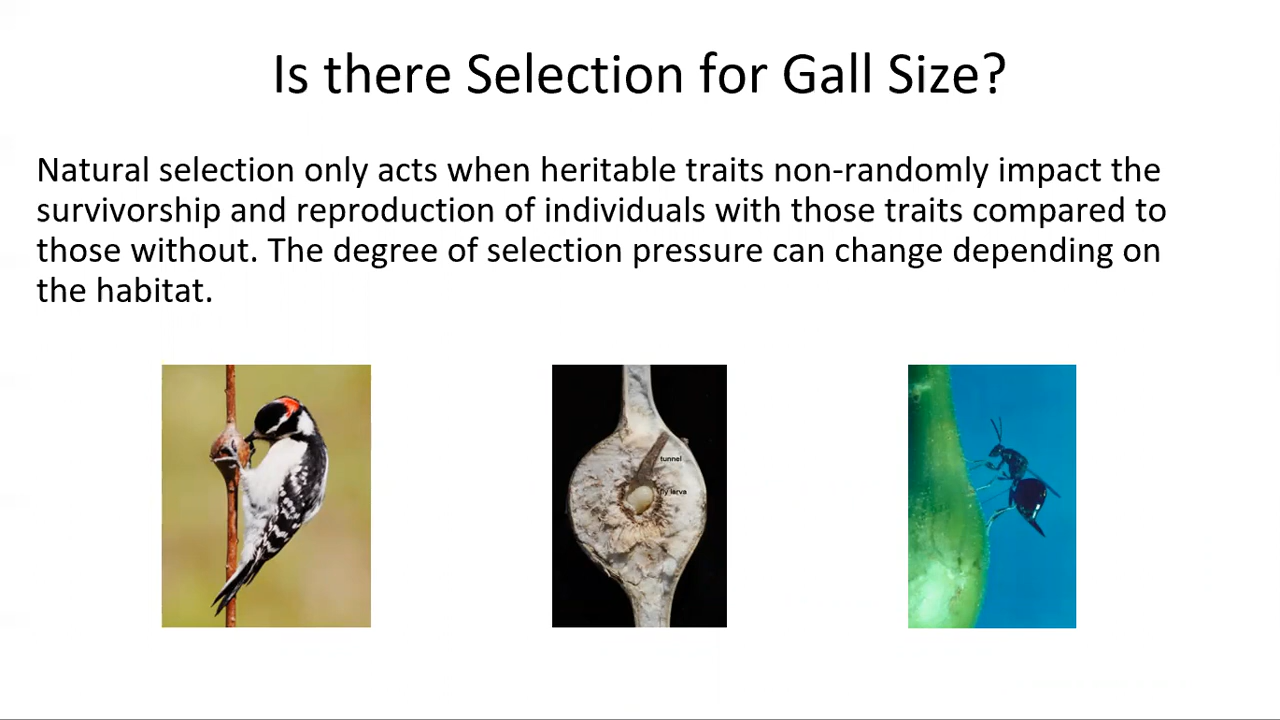 Is there Selection for Gall Size?
Natural selection only acts when heritable traits non-randomly impact the
survivorship and reproduction of individuals with those traits compared to
those without. The degree of selection pressure can change depending on
the habitat.
tunnel
fly larva